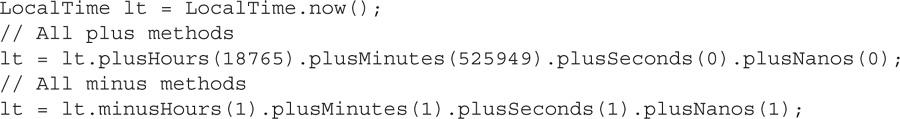 LocalTime lt = LocalTime.now();
// All plus methods
lt = lt.plusHours(18765).plusMinutes(525949).plusSeconds(0).plusNanos(0);
// All minus methods
lt = lt.minusHours(1).plusMinutes(1).plusSeconds(1).plusNanos(1);